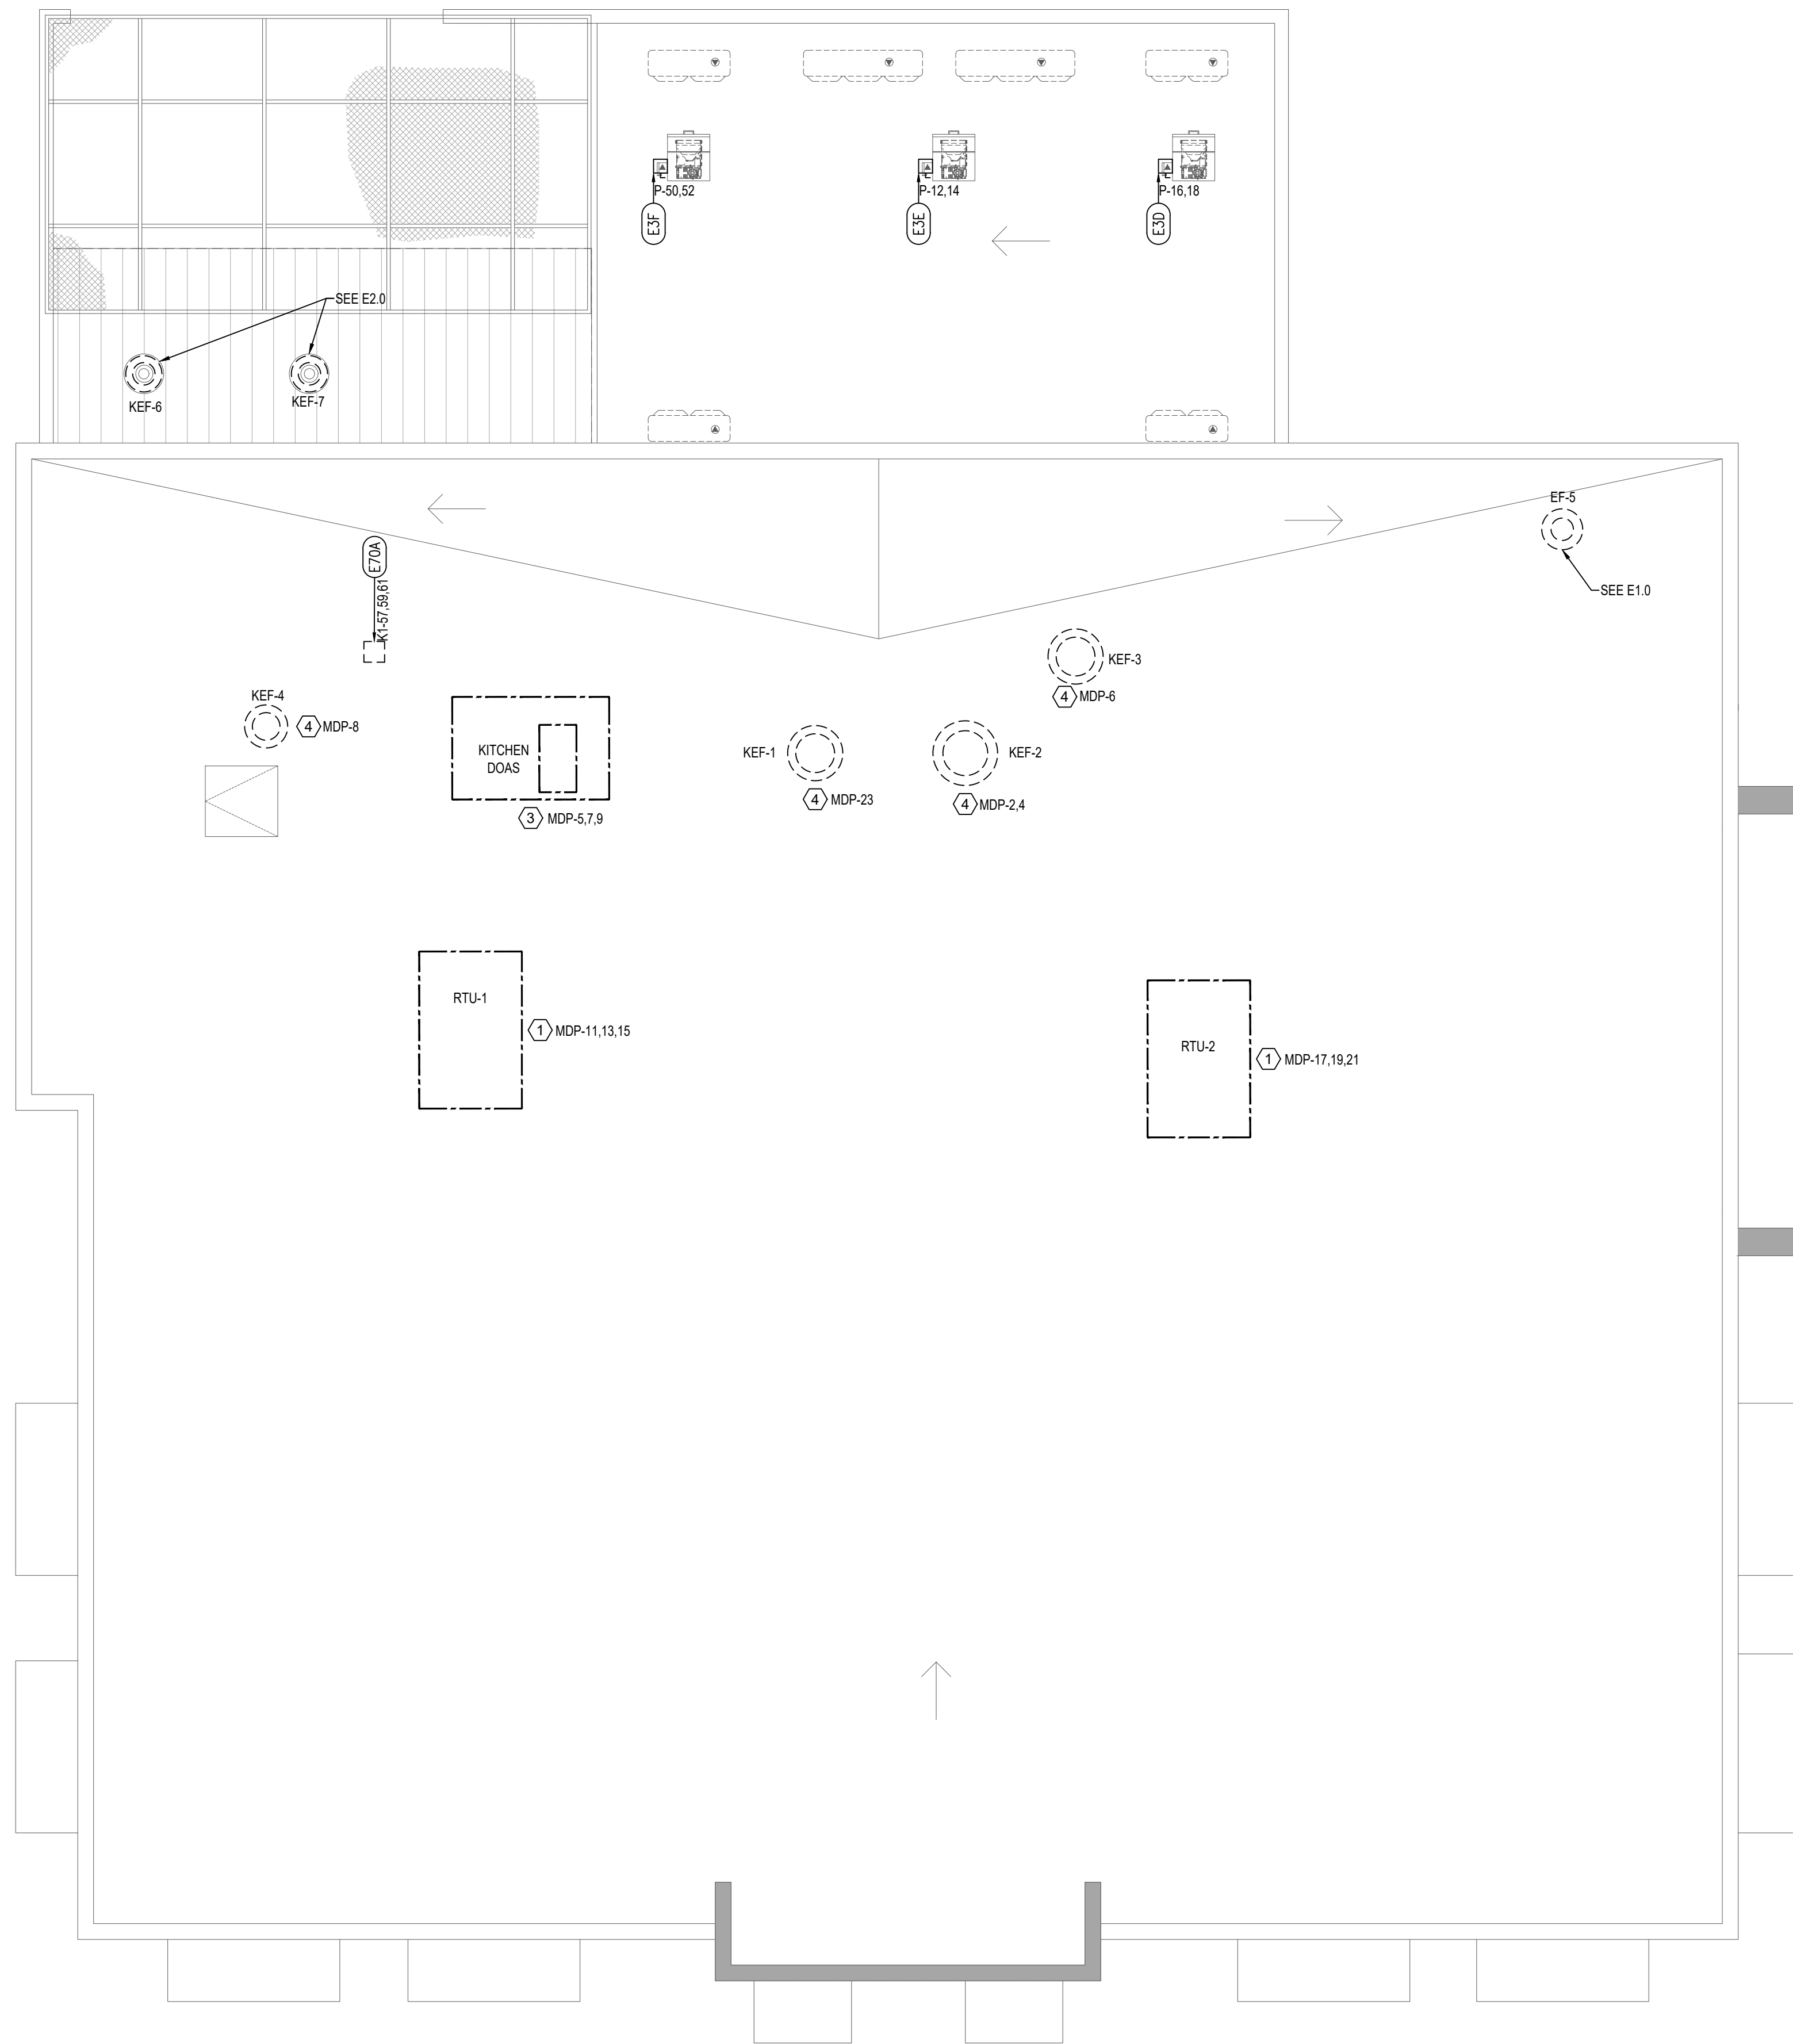 P-50,52
P-12,14
P-16,18
E3F
E3E
E3D
SEE E2.0
KEF-6
KEF-7
EF-5
SEE E1.0
E70A
K1-57,59,61
KEF-3
4 MDP-6
KEF-4
4 MDP-8
KITCHEN
DOAS
3 MDP-5,7,9
KEF-1
4 MDP-23
KEF-2
4 MDP-2,4
RTU-1
1 MDP-11,13,15
RTU-2
1 MDP-17,19,21